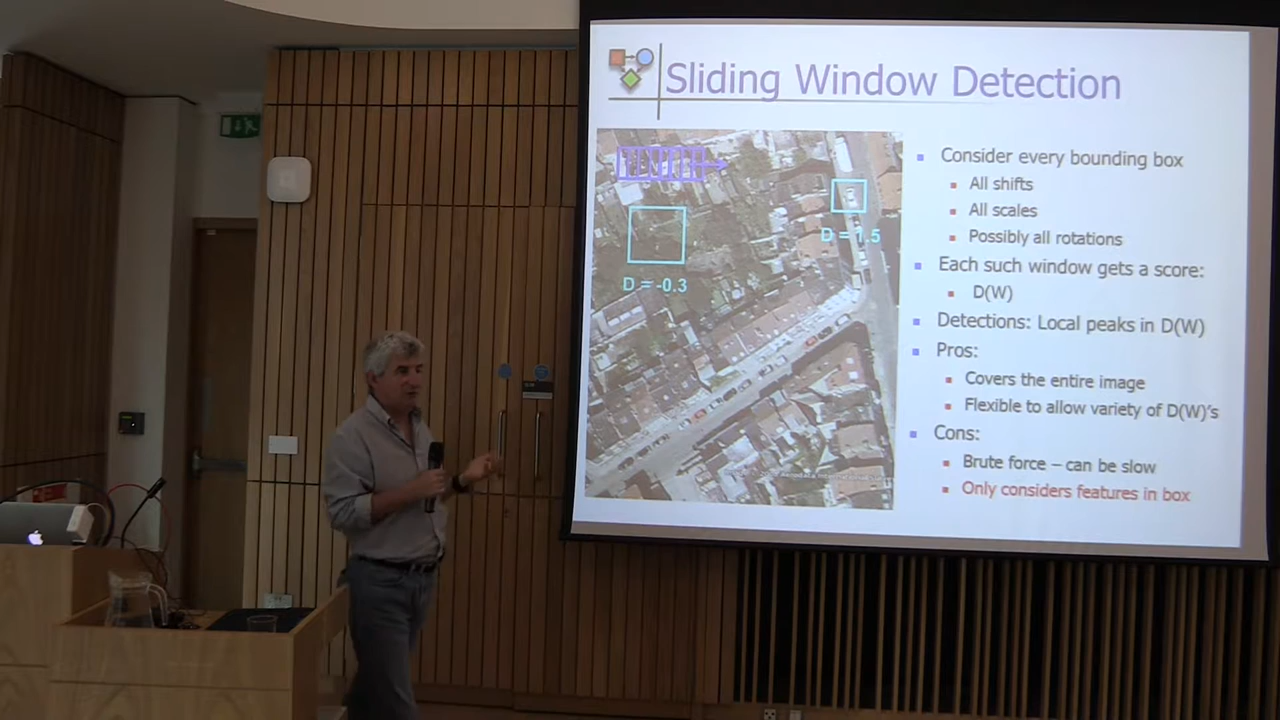 Sliding Window Detection
Consider every bounding box
All shifts
All scales
Possibly all rotations
Each such window gets a score:
D(W)
Detections: Local peaks in D(W)
Pros:
Covers the entire image
Flexible to allow variety of D(W)'s
Cons:
Brute force – can be slow
Only considers features in box
D = 1.5
D = -0.3